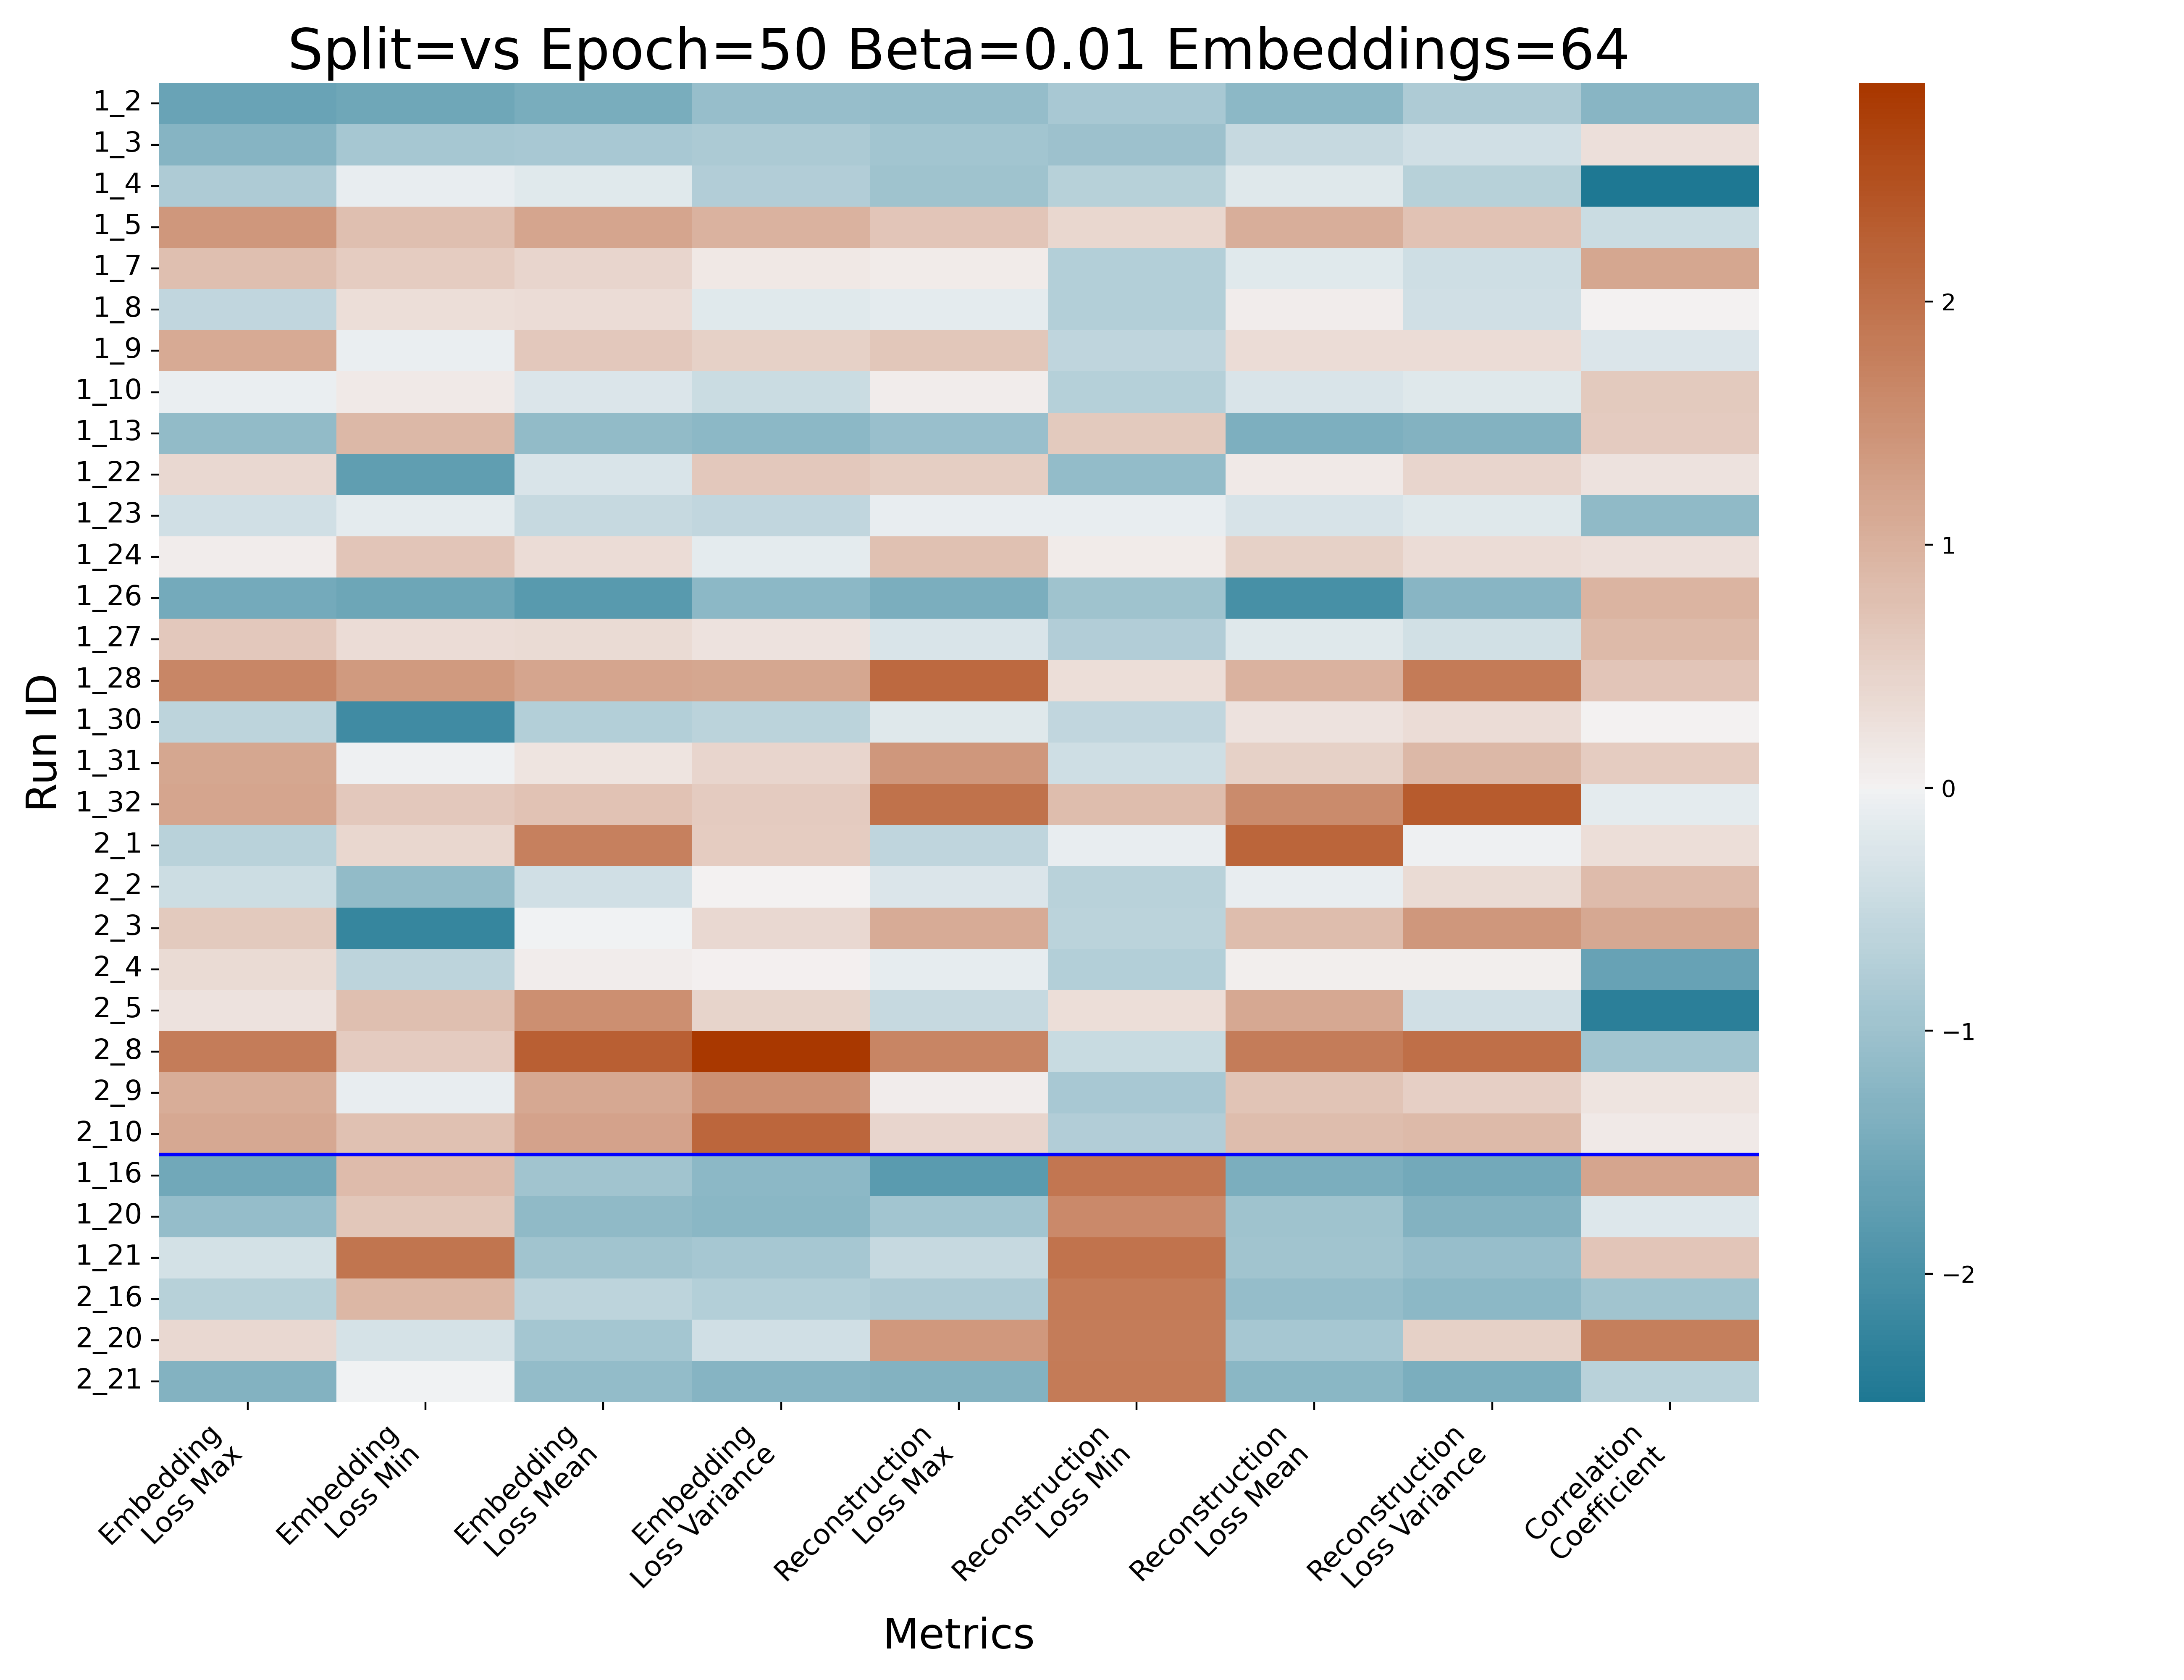 Split=vs Epoch=50 Beta=0.01 Embeddings=64
Run ID
1_2
1_3
1_4
1_5
1_7
1_8
1_9
1_10
1_13
1_22
1_23
1_24
1_26
1_27
1_28
1_30
1_31
1_32
2_1
2_2
2_3
2_4
2_5
2_8
2_9
2_10
1_16
1_20
1_21
2_16
2_20
2_21
Embedding
Loss Max
Embedding
Loss Min
Embedding
Loss Mean
Embedding
Loss Variance
Reconstruction
Loss Max
Reconstruction
Loss Min
Reconstruction
Loss Mean
Reconstruction
Loss Variance
Correlation
Coefficient
Metrics
2
1
0
−1
−2